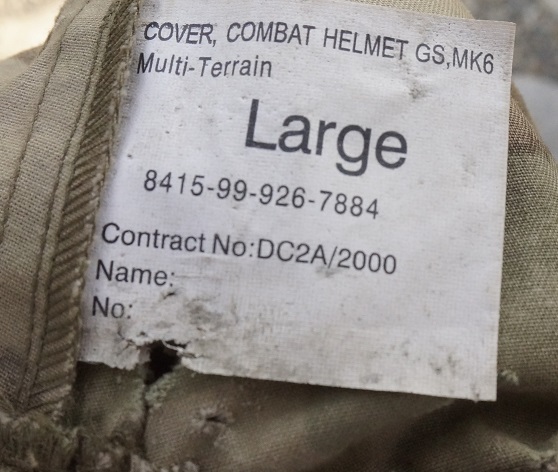 COVER, COMBAT HELMET GS,MK6
Multi-Terrain
Large
8415-99-926-7884
Contract No:DC2A/2000
Name:
No: